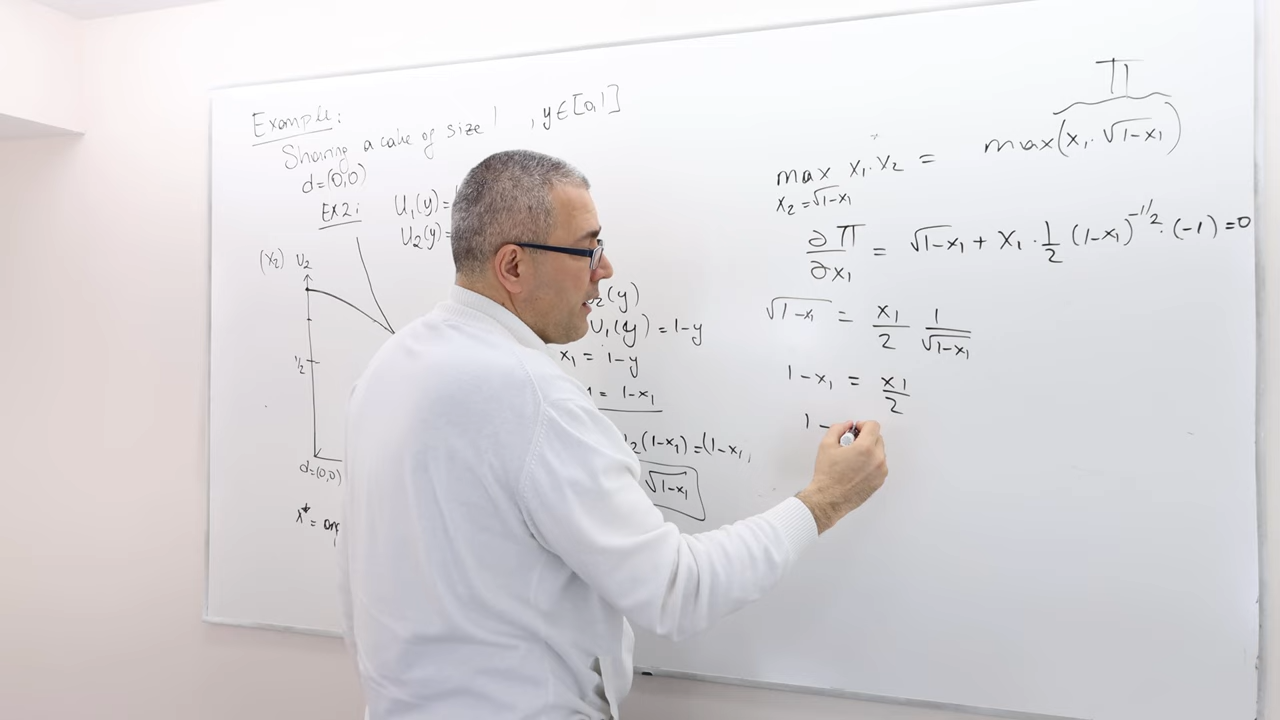 Example:
Sharing a cake of size 1 , y∈[0,1]
d=(0,0)
EX2:
U₁(y)=
U₂(y)=
(x₂) U₂
1/2
d=(0,0)
x* =
₂(y)
U₁(y) = 1-y
x₁ = 1-y
= 1-x₁
₂(1-x₁) = (1-x₁,
√1-x₁
Π
max x₁·x₂ = max(x₁·√1-x₁)
x₂=√1-x₁
∂Π/∂x₁ = √1-x₁ + x₁·1/2 (1-x₁)^-1/2·(-1)=0
√1-x₁ = x₁/2 1/√1-x₁
1-x₁ = x₁/2
1-